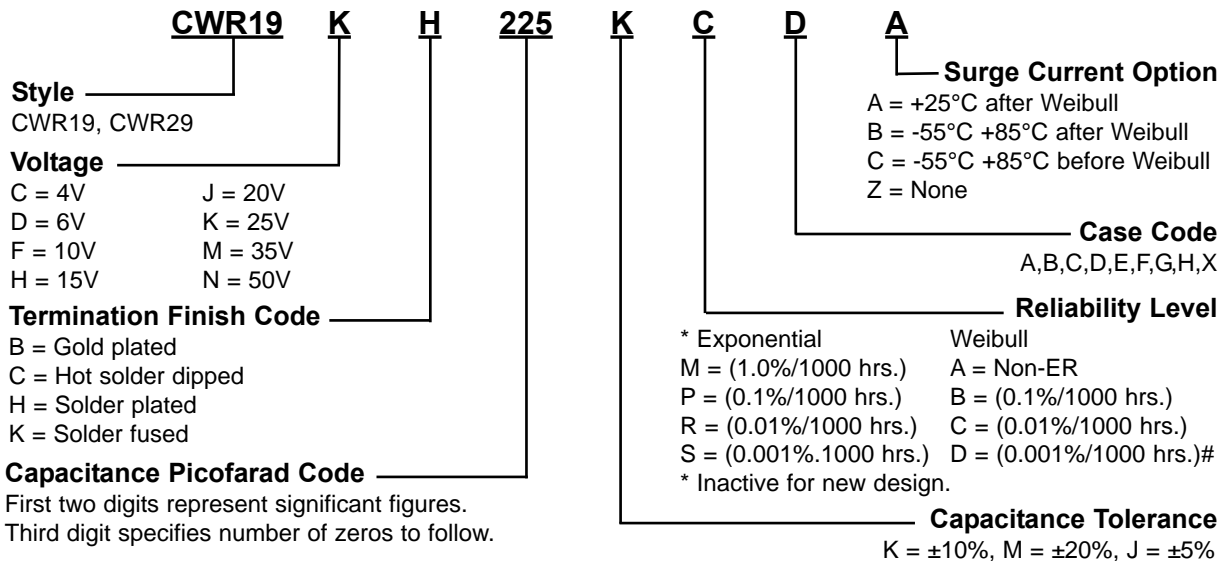 CWR19 K H 225 K C D A
Style
CWR19, CWR29
Voltage
C = 4V J = 20V
D = 6V K = 25V
F = 10V M = 35V
H = 15V N = 50V
Termination Finish Code
B = Gold plated
C = Hot solder dipped
H = Solder plated
K = Solder fused
Capacitance Picofarad Code
First two digits represent significant figures.
Third digit specifies number of zeros to follow.
Surge Current Option
A = +25°C after Weibull
B = -55°C +85°C after Weibull
C = -55°C +85°C before Weibull
Z = None
Case Code
A,B,C,D,E,F,G,H,X
Reliability Level
* Exponential Weibull
M = (1.0%/1000 hrs.) A = Non-ER
P = (0.1%/1000 hrs.) B = (0.1%/1000 hrs.)
R = (0.01%/1000 hrs.) C = (0.01%/1000 hrs.)
S = (0.001%.1000 hrs.) D = (0.001%/1000 hrs.)#
* Inactive for new design.
Capacitance Tolerance
K = ±10%, M = ±20%, J = ±5%